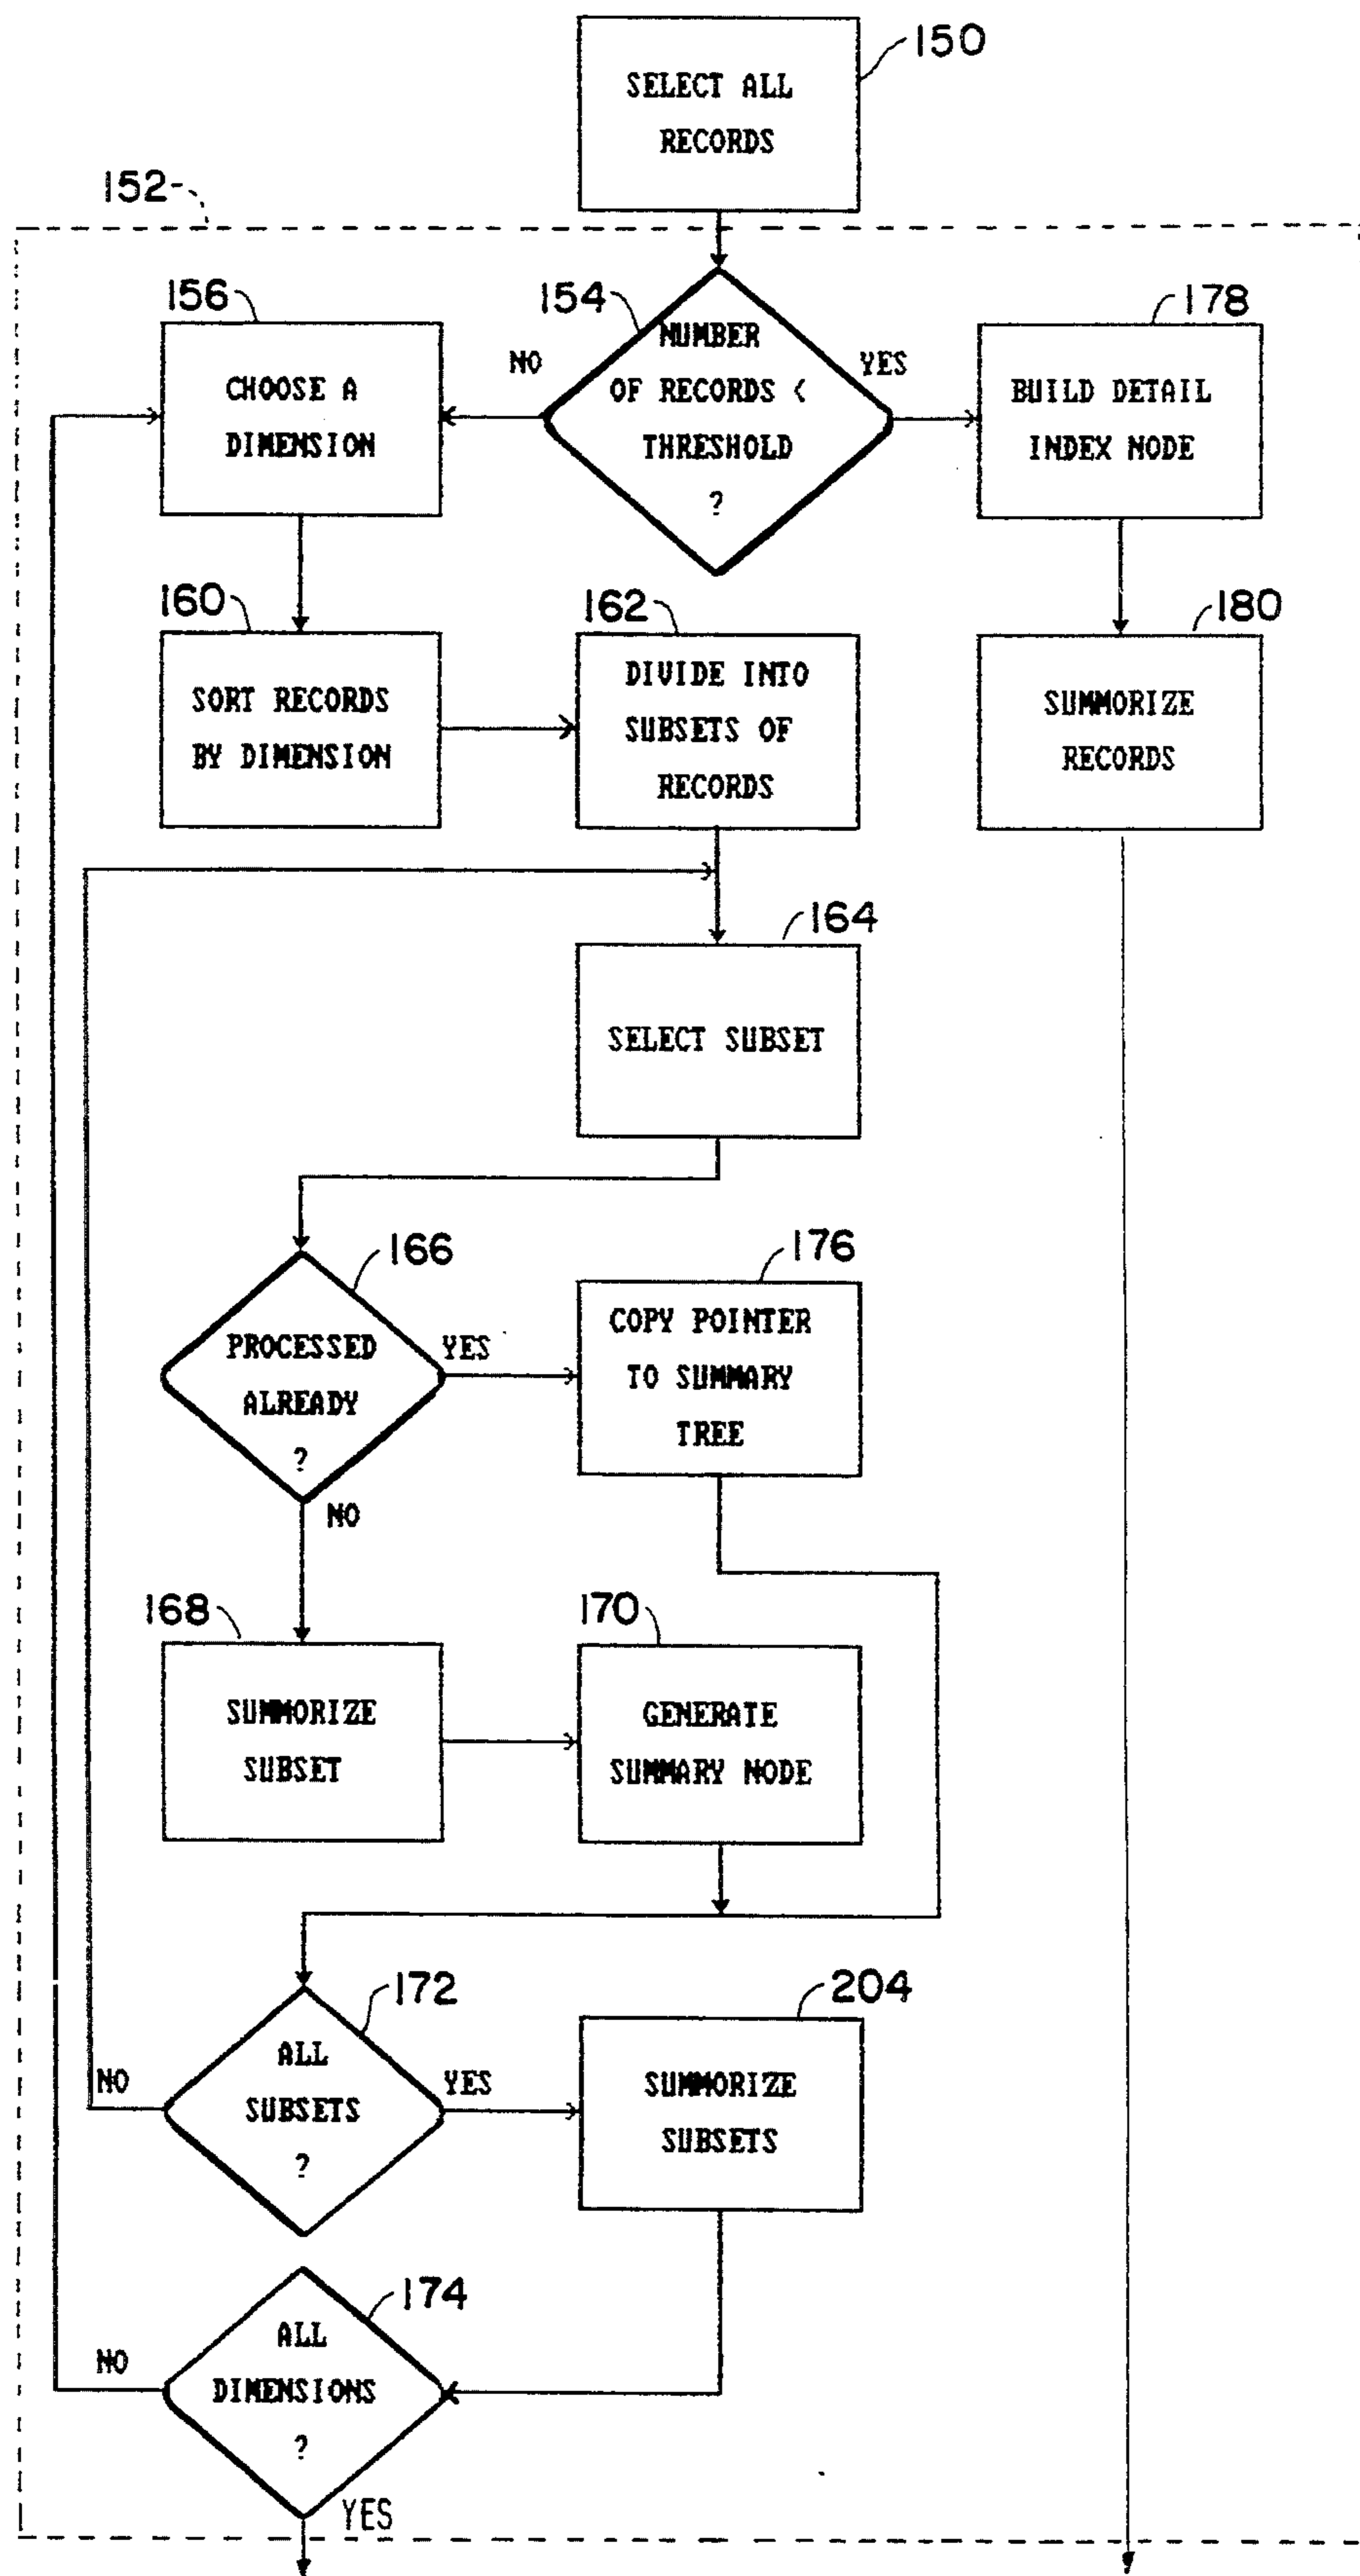 150
SELECT ALL
RECORDS
152
156
154
178
CHOOSE A
DIMENSION
NO
NUMBER
OF RECORDS <
THRESHOLD
?
YES
BUILD DETAIL
INDEX NODE
160
162
180
SORT RECORDS
BY DIMENSION
DIVIDE INTO
SUBSETS OF
RECORDS
SUMMORIZE
RECORDS
164
SELECT SUBSET
166
176
PROCESSED
ALREADY
?
YES
COPY POINTER
TO SUMMARY
TREE
NO
168
170
SUMMORIZE
SUBSET
GENERATE
SUMMARY NODE
172
204
NO
ALL
SUBSETS
?
YES
SUMMORIZE
SUBSETS
174
NO
ALL
DIMENSIONS
?
YES